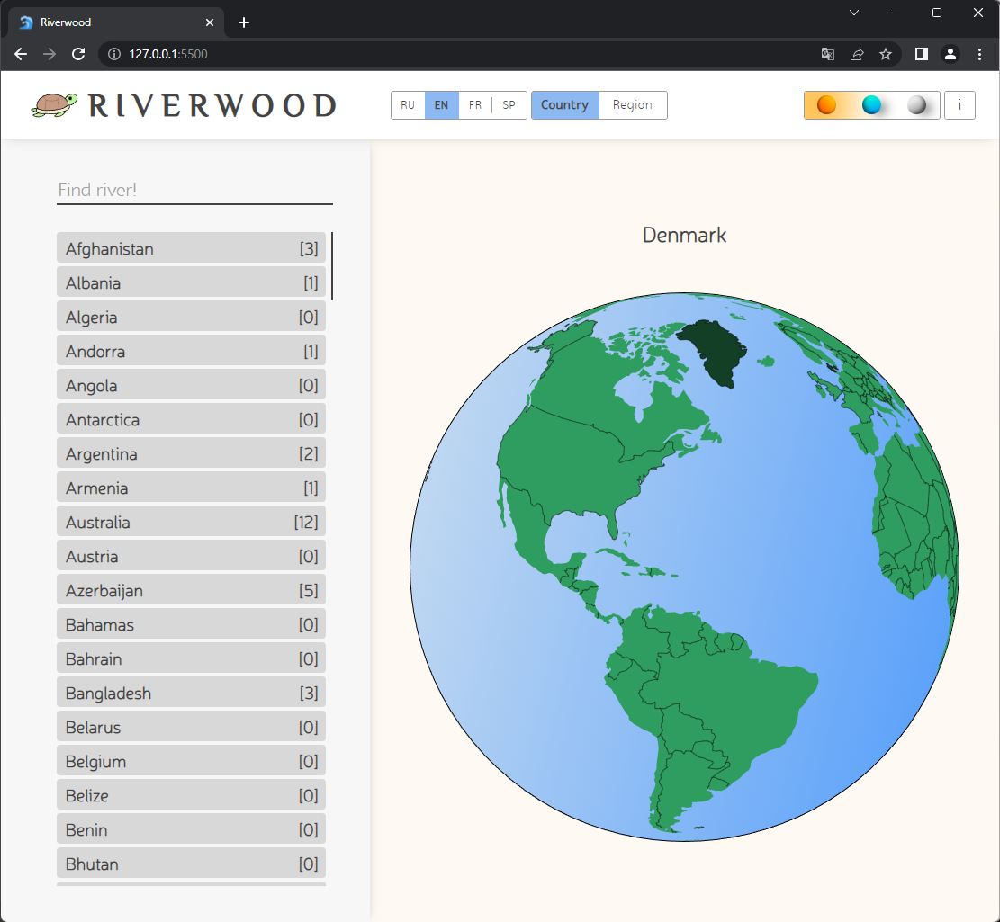 Riverwood
127.0.0.1:5500
RIVERWOOD
RU EN FR SP Country Region i
Find river!
Denmark
Afghanistan [3]
Albania [1]
Algeria [0]
Andorra [1]
Angola [0]
Antarctica [0]
Argentina [2]
Armenia [1]
Australia [12]
Austria [0]
Azerbaijan [5]
Bahamas [0]
Bahrain [0]
Bangladesh [3]
Belarus [0]
Belgium [0]
Belize [0]
Benin [0]
Bhutan [0]